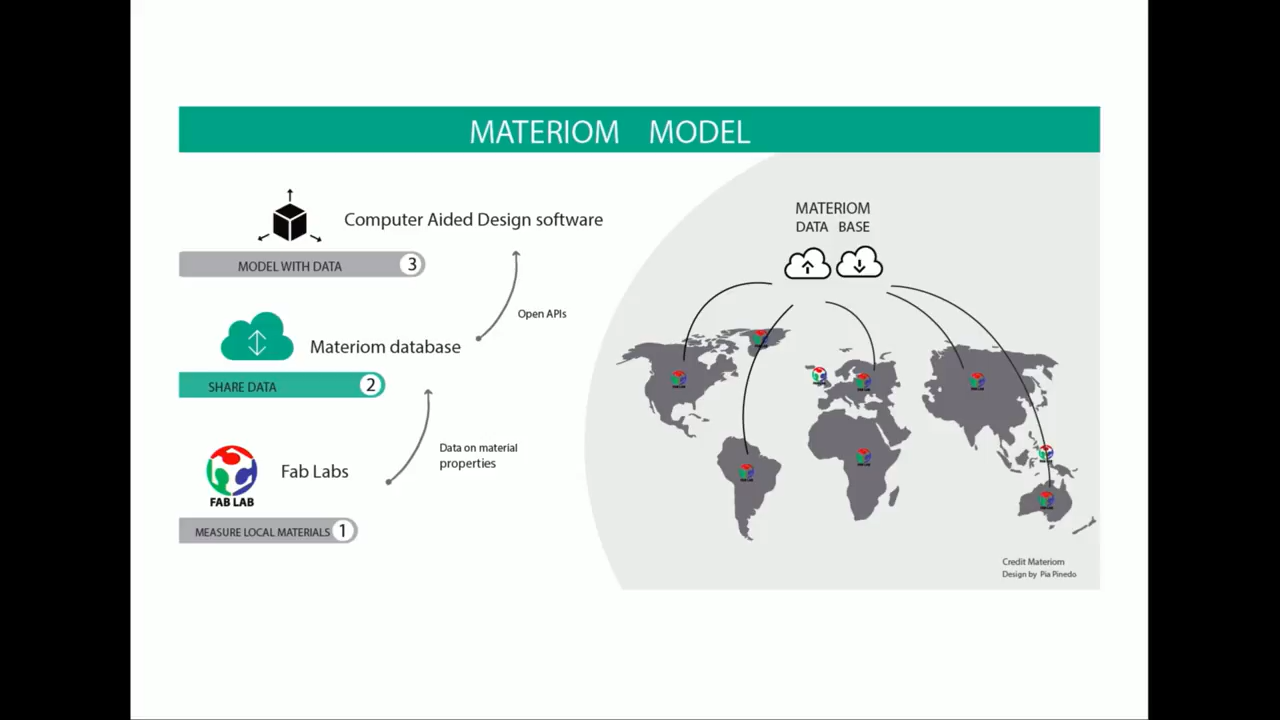 MATERIOM MODEL
Computer Aided Design software
MODEL WITH DATA 3
Open APIs
Materiom database
SHARE DATA 2
Data on material
properties
Fab Labs
FAB LAB
MEASURE LOCAL MATERIALS 1
MATERIOM
DATA BASE
Credit Materiom
Design by Pia Pinedo